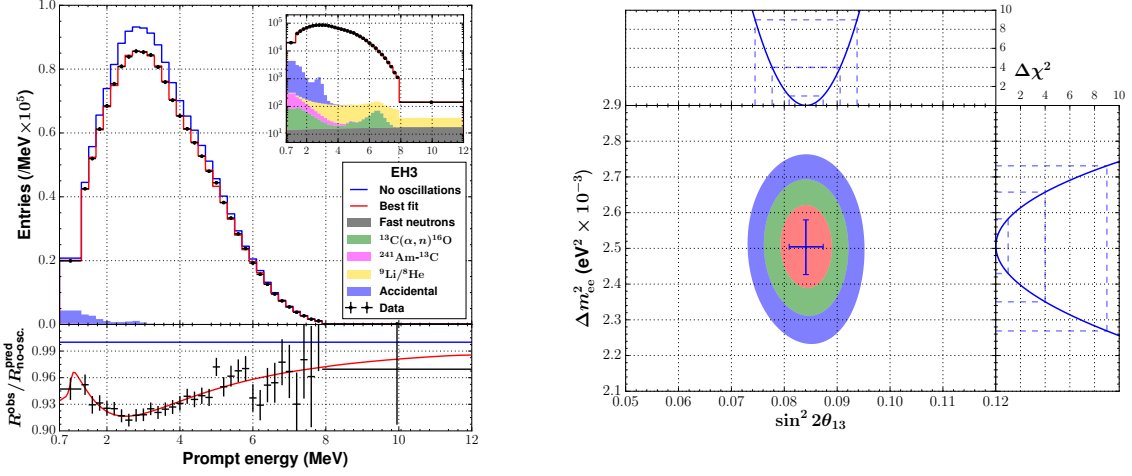 10⁵
10⁴
10³
10²
10¹
0.7 2 4 6 8 10 12
1.0
0.8
0.6
0.4
0.2
0.0
Entries (/MeV×10⁵)
EH3
No oscillations
Best fit
Fast neutrons
¹³C(α, n)¹⁶O
²⁴¹Am-¹³C
⁹Li/⁸He
Accidental
Data
0.99
0.96
0.93
0.90
R^obs/R^pred_no-osc.
0.7 2 4 6 8 10 12
Prompt energy (MeV)
10
8
6
4
2
Δχ²
2 4 6 8 10
2.9
2.8
2.7
2.6
2.5
2.4
2.3
2.2
2.1
Δm²_ee (eV² × 10⁻³)
0.05 0.06 0.07 0.08 0.09 0.10 0.11 0.12
sin² 2θ₁₃